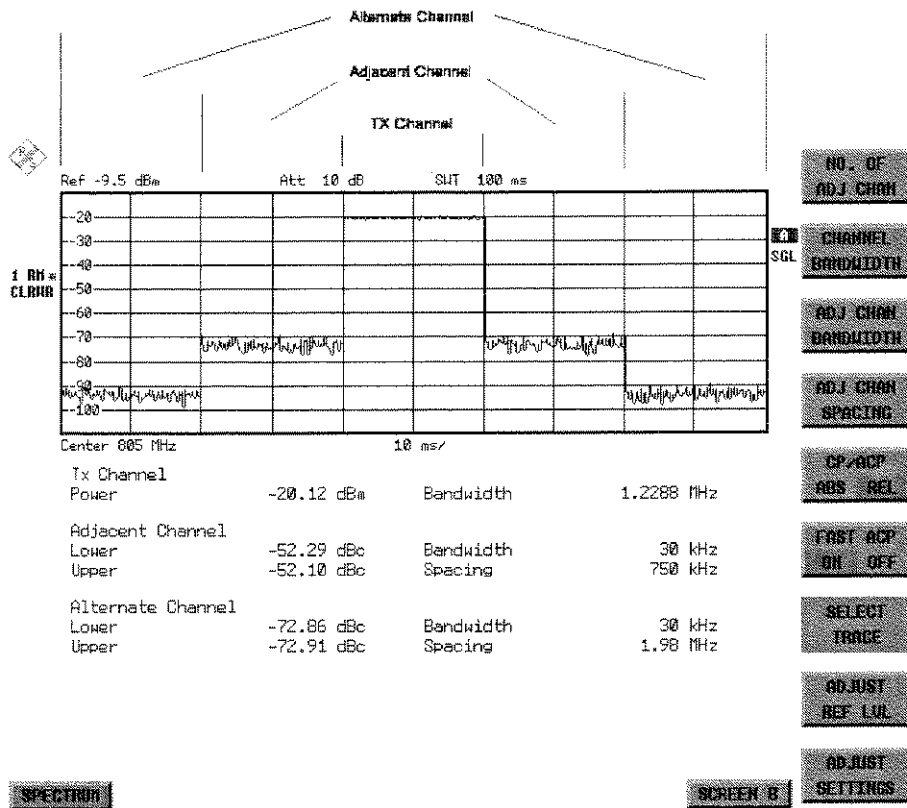 Alternate Channel
Adjacent Channel
TX Channel
Ref -9.5 dBm Att 10 dB SWT 100 ms
NO. OF ADJ CHAN
-20
-30
-40
-50
-60
-70
-80
-90
-100
1 RM *
CLRWR
A
SGL
CHANNEL BANDWIDTH
ADJ CHAN BANDWIDTH
ADJ CHAN SPACING
Center 805 MHz 10 ms/
Tx Channel
Power -20.12 dBm Bandwidth 1.2288 MHz
CP/ACP
ABS REL
Adjacent Channel
Lower -52.29 dBc Bandwidth 30 kHz
Upper -52.10 dBc Spacing 750 kHz
FAST ACP
ON OFF
Alternate Channel
Lower -72.86 dBc Bandwidth 30 kHz
Upper -72.91 dBc Spacing 1.98 MHz
SELECT TRACE
ADJUST REF LVL
ADJUST SETTINGS
SPECTRUM
SCREEN B